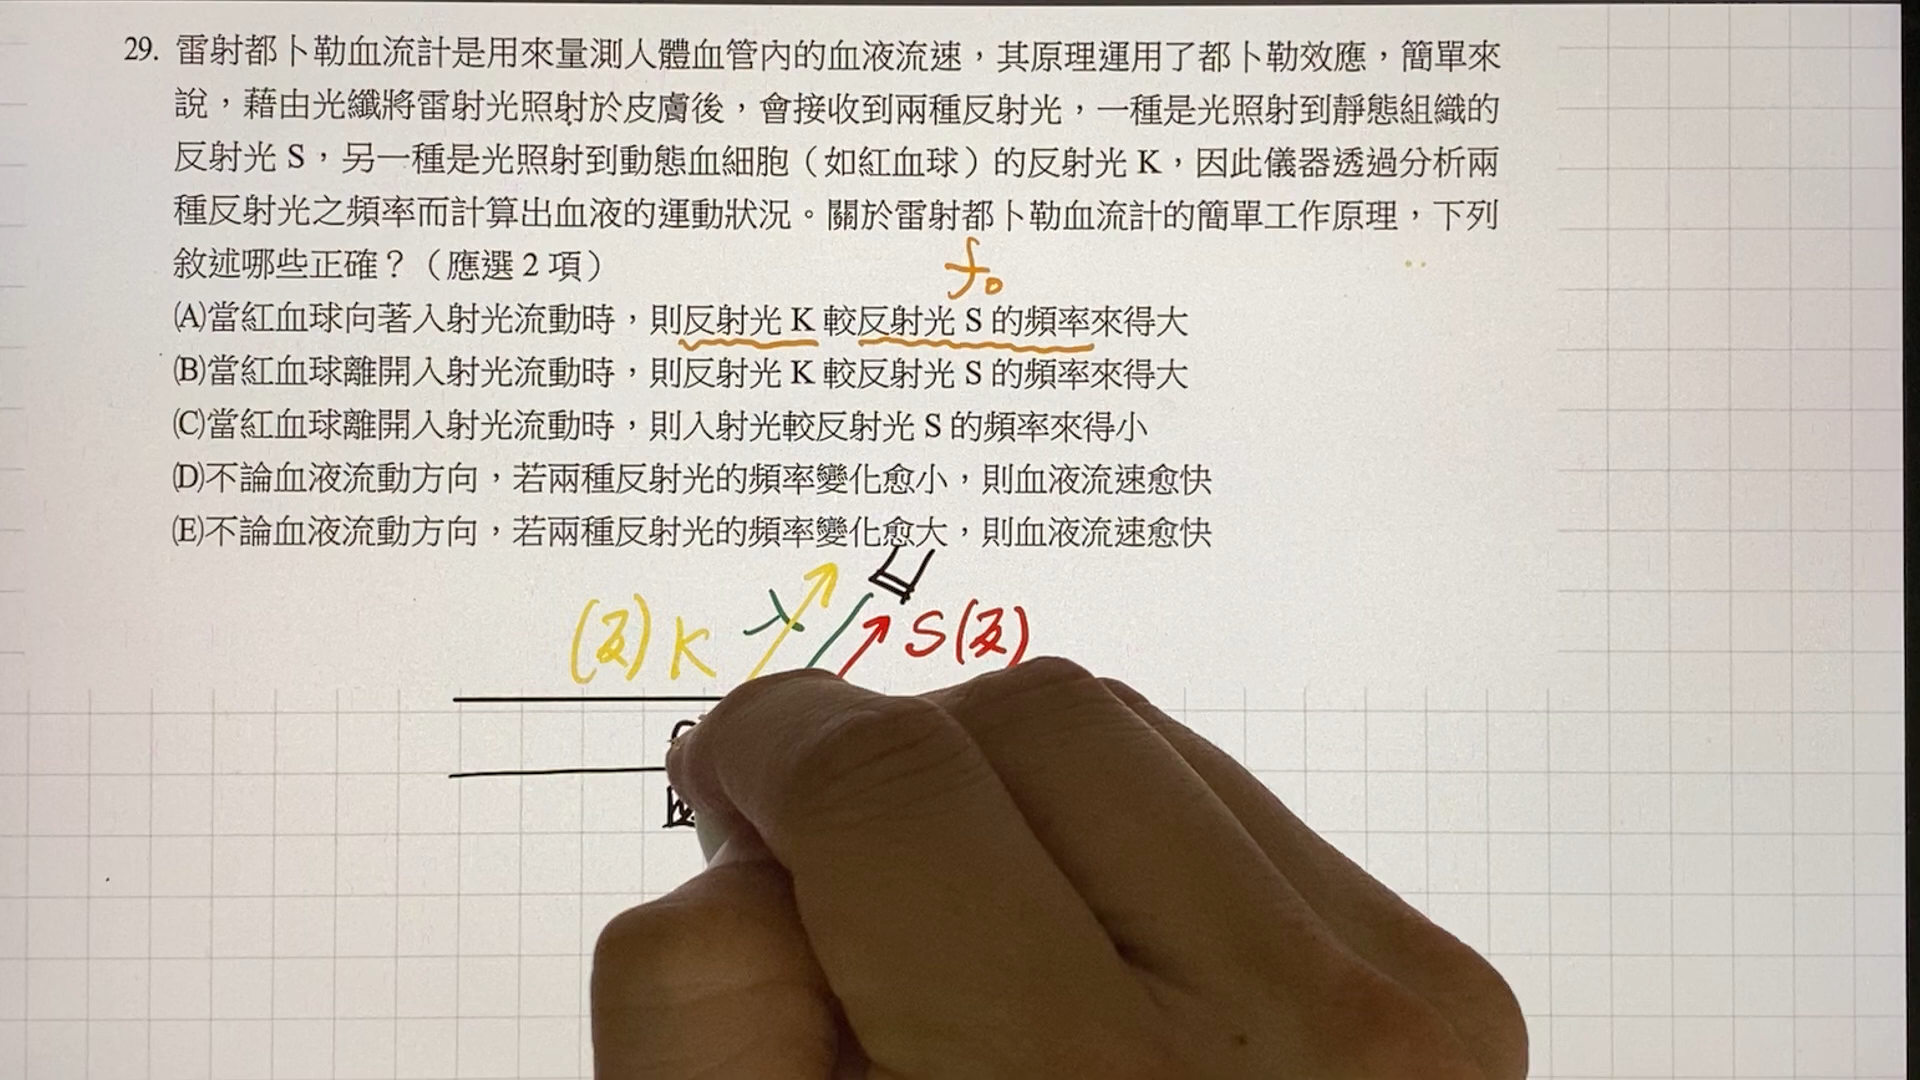 29. 雷射都卜勒血流計是用來量測人體血管內的血液流速，其原理運用了都卜勒效應，簡單來
說，藉由光纖將雷射光照射於皮膚後，會接收到兩種反射光，一種是光照射到靜態組織的
反射光 S，另一種是光照射到動態血細胞（如紅血球）的反射光 K，因此儀器透過分析兩
種反射光之頻率而計算出血液的運動狀況。關於雷射都卜勒血流計的簡單工作原理，下列
敘述哪些正確？（應選 2 項）
f₀
(A)當紅血球向著入射光流動時，則反射光 K 較反射光 S 的頻率來得大
(B)當紅血球離開入射光流動時，則反射光 K 較反射光 S 的頻率來得大
(C)當紅血球離開入射光流動時，則入射光較反射光 S 的頻率來得小
(D)不論血液流動方向，若兩種反射光的頻率變化愈小，則血液流速愈快
(E)不論血液流動方向，若兩種反射光的頻率變化愈大，則血液流速愈快
(反) K 入 S(反)